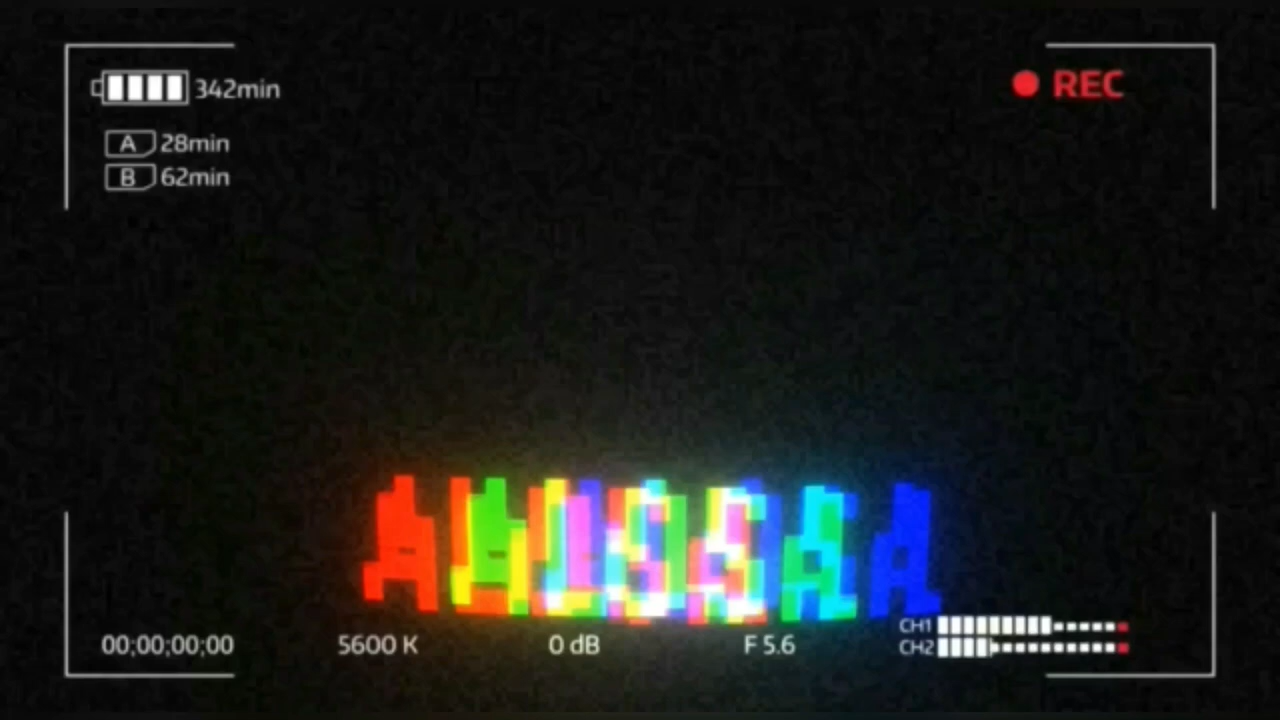 342min
REC
A 28min
B 62min
00;00;00;00
5600 K
0 dB
F 5.6
CH1
CH2